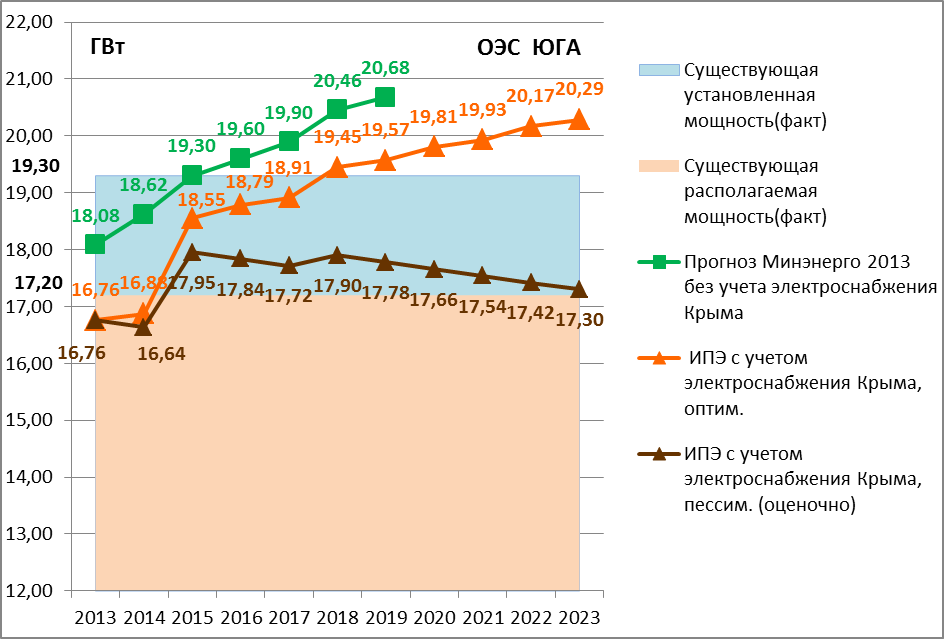 22,00
ГВт
ОЭС ЮГА
21,00
20,00
19,30
19,00
18,00
17,20
17,00
16,00
15,00
14,00
13,00
12,00
18,08
18,62
19,30
19,60
19,90
20,46
20,68
16,76
16,88
18,55
18,79
18,91
19,45
19,57
19,81
19,93
20,17
20,29
16,76
16,64
17,95
17,84
17,72
17,90
17,78
17,66
17,54
17,42
17,30
2013 2014 2015 2016 2017 2018 2019 2020 2021 2022 2023
Существующая
установленная
мощность(факт)
Существующая
располагаемая
мощность(факт)
Прогноз Минэнерго 2013
без учета электроснабжения
Крыма
ИПЭ с учетом
электроснабжения Крыма,
оптим.
ИПЭ с учетом
электроснабжения Крыма,
пессим. (оценочно)